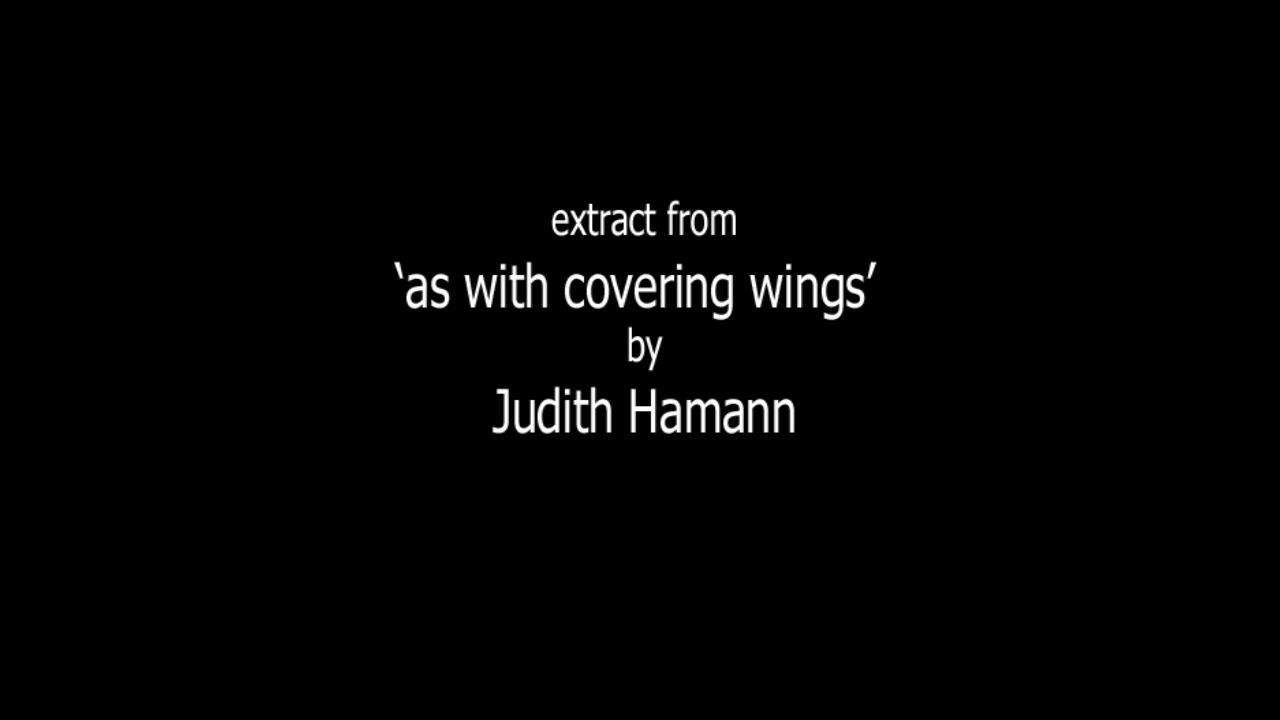 extract from
‘as with covering wings’
by
Judith Hamann